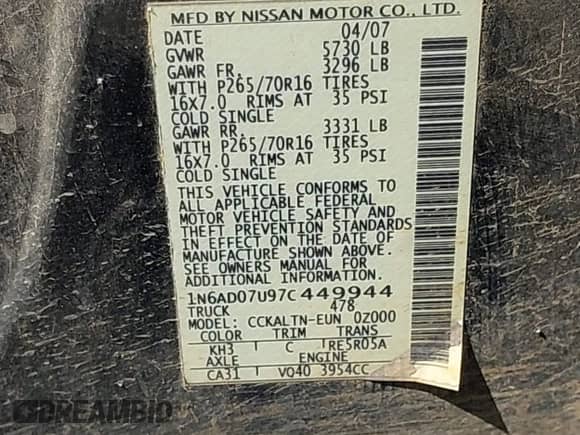 MFD BY NISSAN MOTOR CO., LTD.
DATE 04/07
GVWR 5730 LB
GAWR FR. 3296 LB
WITH P265/70R16 TIRES
16x7.0 RIMS AT 35 PSI
COLD SINGLE
GAWR RR. 3331 LB
WITH P265/70R16 TIRES
16x7.0 RIMS AT 35 PSI
COLD SINGLE
THIS VEHICLE CONFORMS TO
ALL APPLICABLE FEDERAL
MOTOR VEHICLE SAFETY AND
THEFT PREVENTION STANDARDS
IN EFFECT ON THE DATE OF
MANUFACTURE SHOWN ABOVE.
SEE OWNERS MANUAL FOR
ADDITIONAL INFORMATION.
1N6AD07U97C449944
TRUCK 478
MODEL: CCKALTN-EUN 0Z000
COLOR TRIM TRANS
KH3 C RE5R05A
AXLE ENGINE
CA31 VQ40 3954CC
DREAMBID